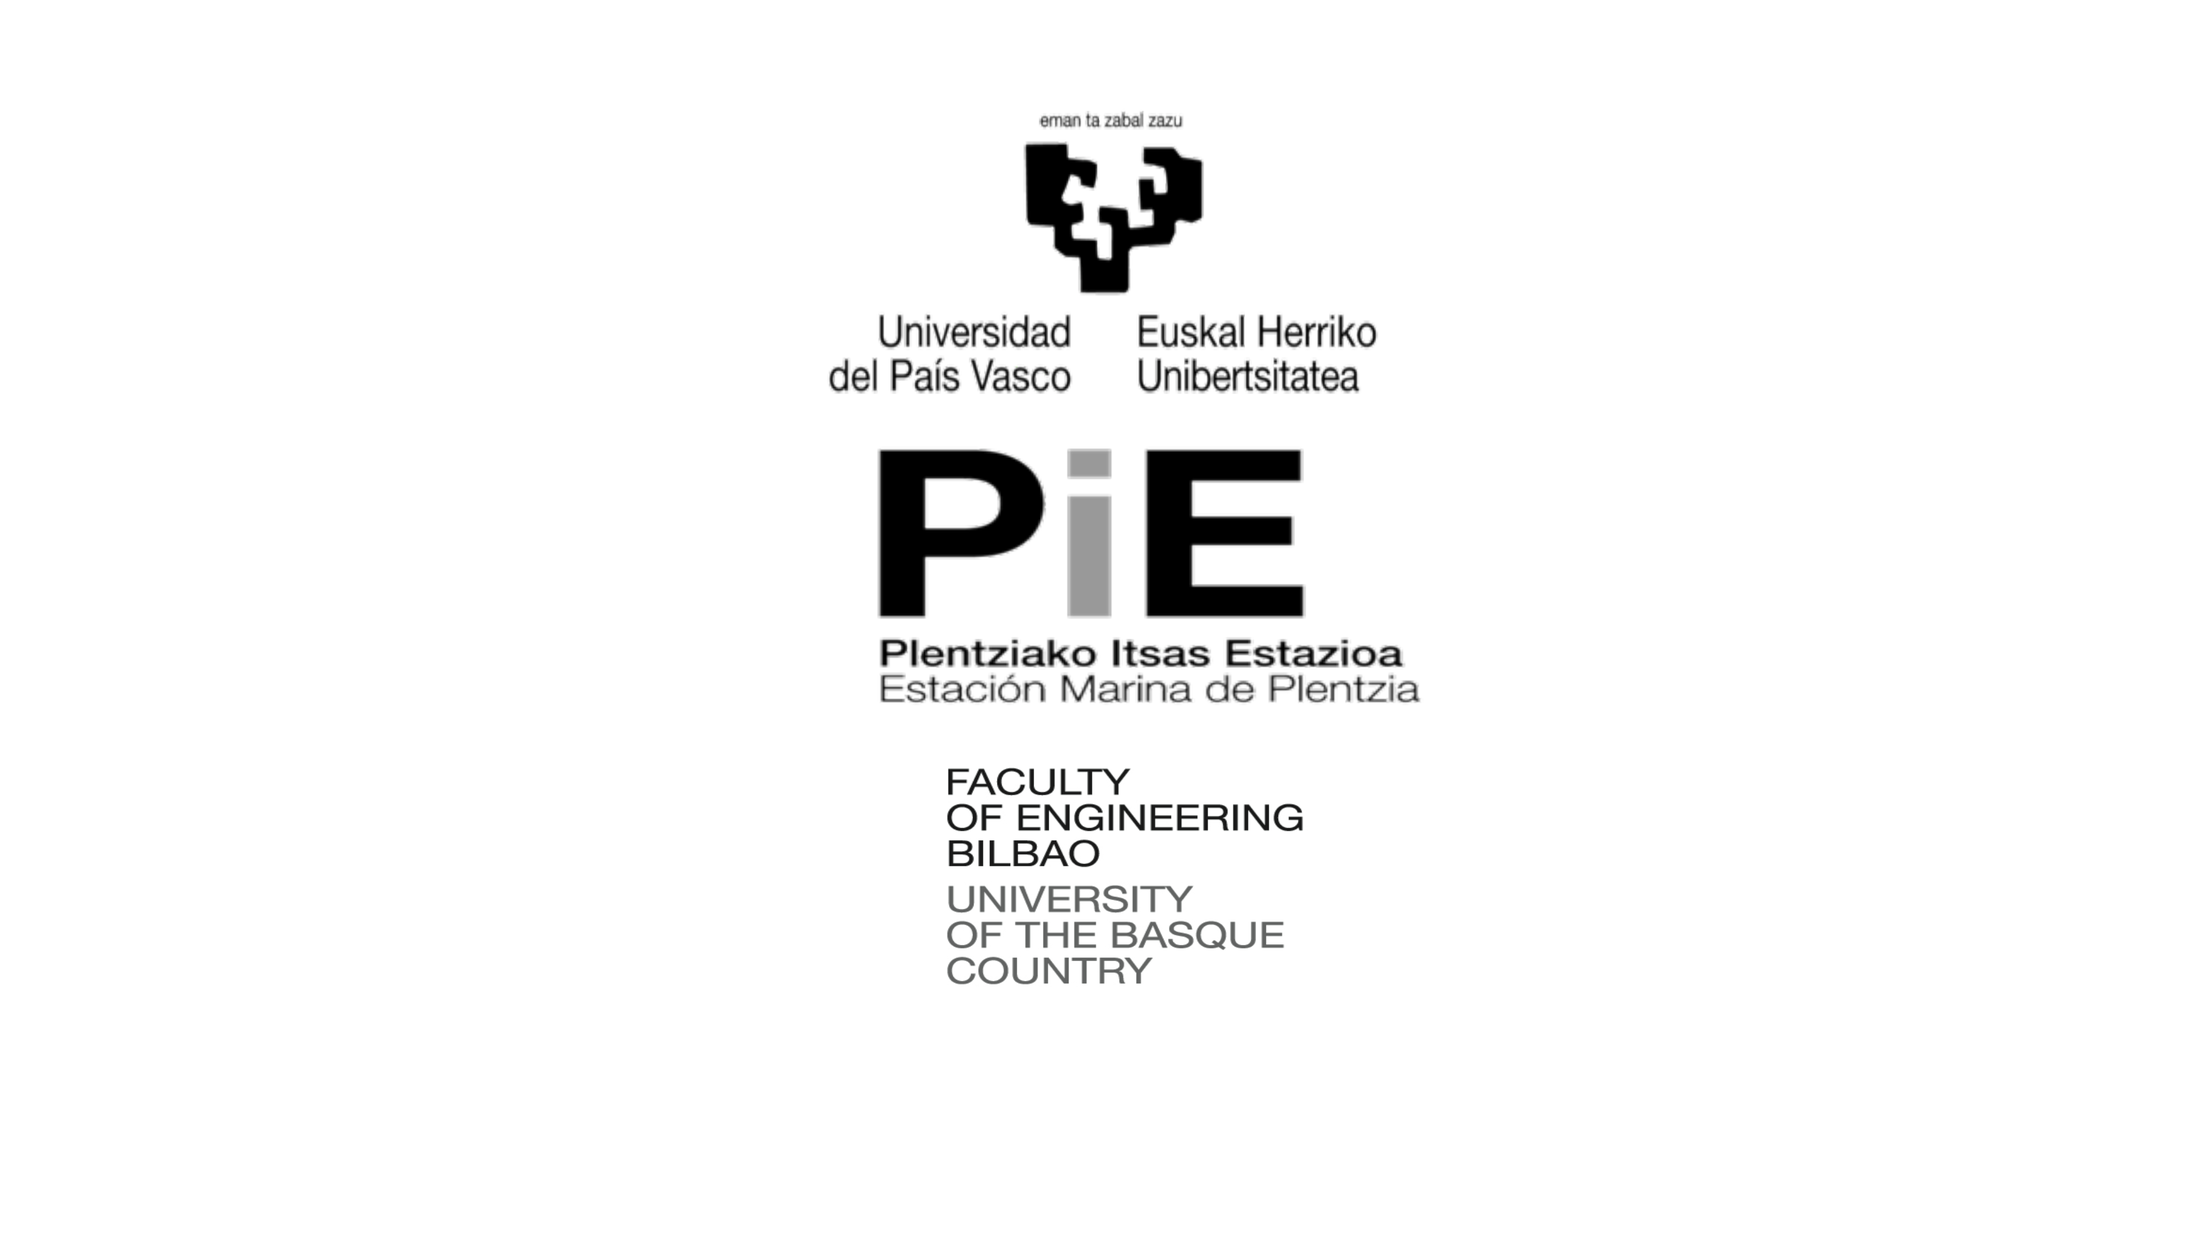 eman ta zabal zazu
Universidad
del País Vasco
Euskal Herriko
Unibertsitatea
PiE
Plentziako Itsas Estazioa
Estación Marina de Plentzia
FACULTY
OF ENGINEERING
BILBAO
UNIVERSITY
OF THE BASQUE
COUNTRY